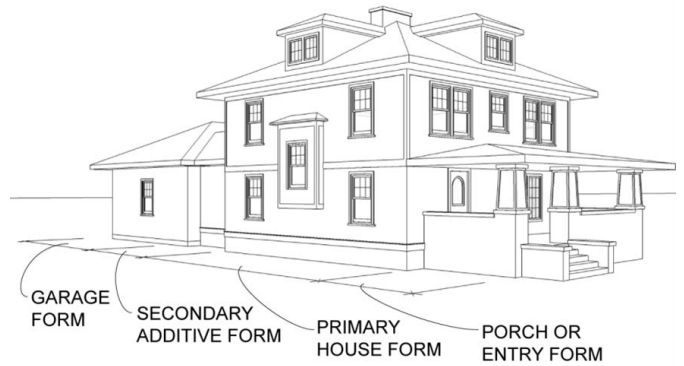 GARAGE
FORM
SECONDARY
ADDITIVE FORM
PRIMARY
HOUSE FORM
PORCH OR
ENTRY FORM